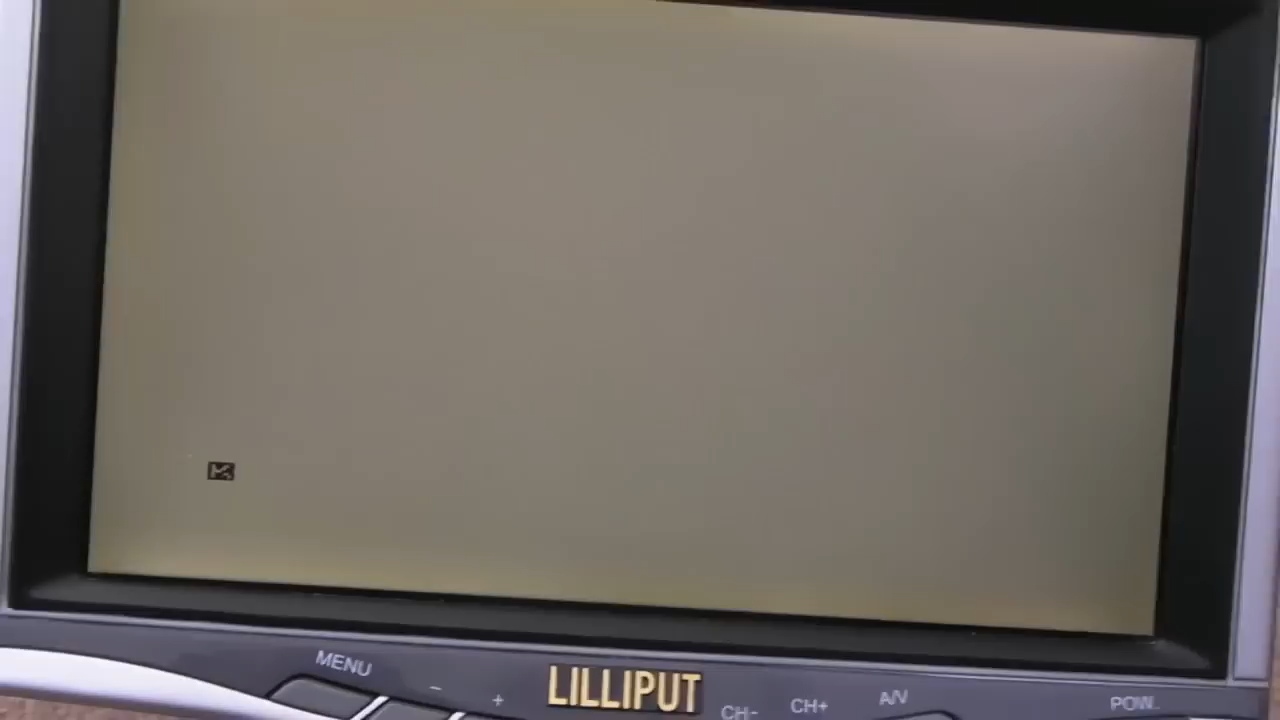 K
MENU
-
+
LILLIPUT
CH-
CH+
A/V
POW.